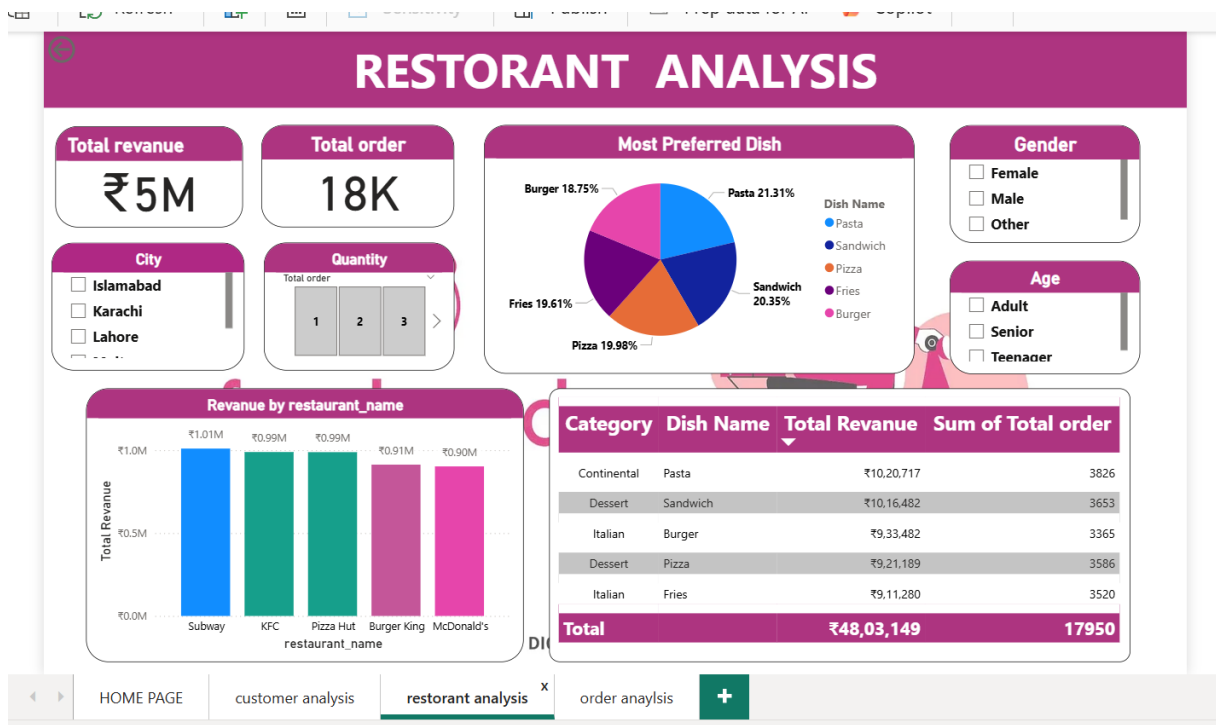 RESTORANT ANALYSIS
Total revanue
₹5M
Total order
18K
Most Preferred Dish
Burger 18.75%
Pasta 21.31%
Sandwich
20.35%
Pizza 19.98%
Fries 19.61%
Dish Name
Pasta
Sandwich
Pizza
Fries
Burger
Gender
Female
Male
Other
City
Islamabad
Karachi
Lahore
Quantity
Total order
1 2 3
Age
Adult
Senior
Teenager
Revanue by restaurant_name
Total Revanue
₹1.0M
₹0.5M
₹0.0M
₹1.01M ₹0.99M ₹0.99M ₹0.91M ₹0.90M
Subway KFC Pizza Hut Burger King McDonald's
restaurant_name
Category Dish Name Total Revanue Sum of Total order
Continental Pasta ₹10,20,717 3826
Dessert Sandwich ₹10,16,482 3653
Italian Burger ₹9,33,482 3365
Dessert Pizza ₹9,21,189 3586
Italian Fries ₹9,11,280 3520
Total ₹48,03,149 17950
HOME PAGE customer analysis restorant analysis x order anaylsis +